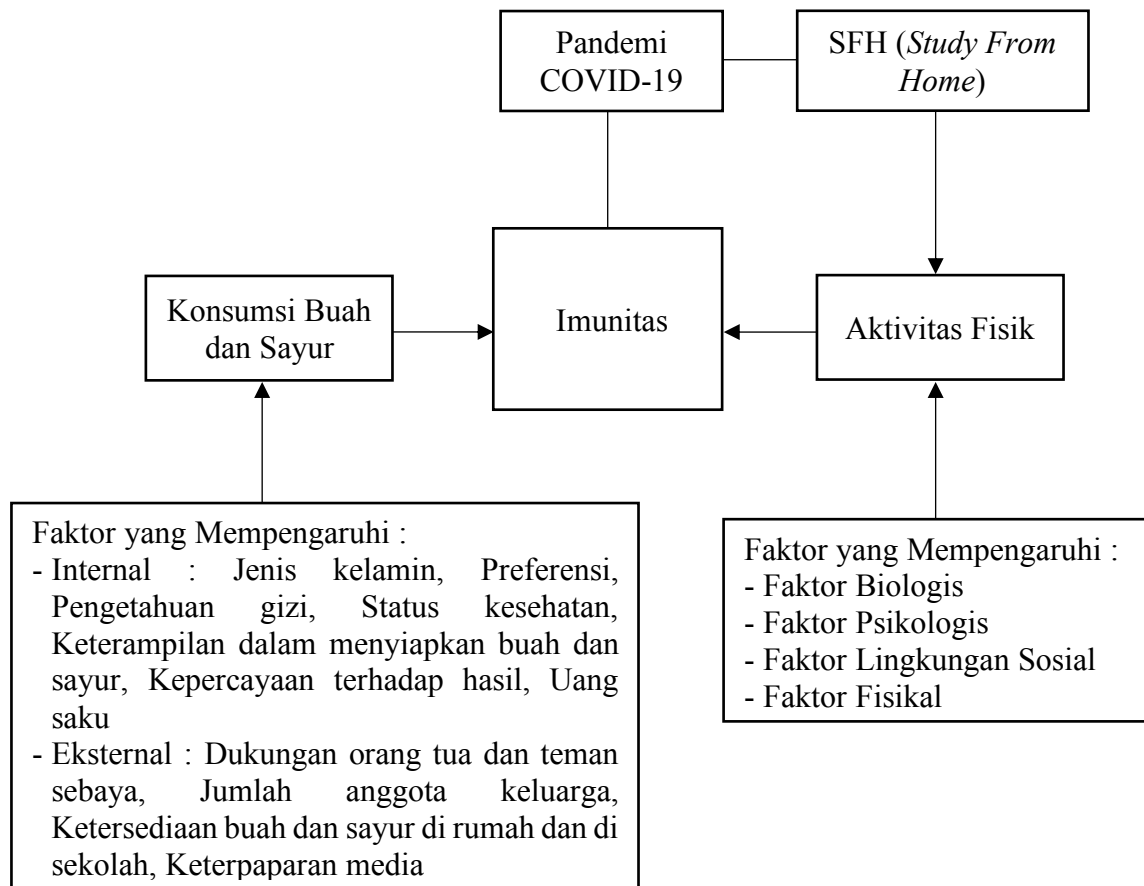 Pandemi
COVID-19
SFH (Study From
Home)
Konsumsi Buah
dan Sayur
Imunitas
Aktivitas Fisik
Faktor yang Mempengaruhi :
- Internal : Jenis kelamin, Preferensi,
Pengetahuan gizi, Status kesehatan,
Keterampilan dalam menyiapkan buah dan
sayur, Kepercayaan terhadap hasil, Uang
saku
- Eksternal : Dukungan orang tua dan teman
sebaya, Jumlah anggota keluarga,
Ketersediaan buah dan sayur di rumah dan di
sekolah, Keterpaparan media
Faktor yang Mempengaruhi :
- Faktor Biologis
- Faktor Psikologis
- Faktor Lingkungan Sosial
- Faktor Fisikal